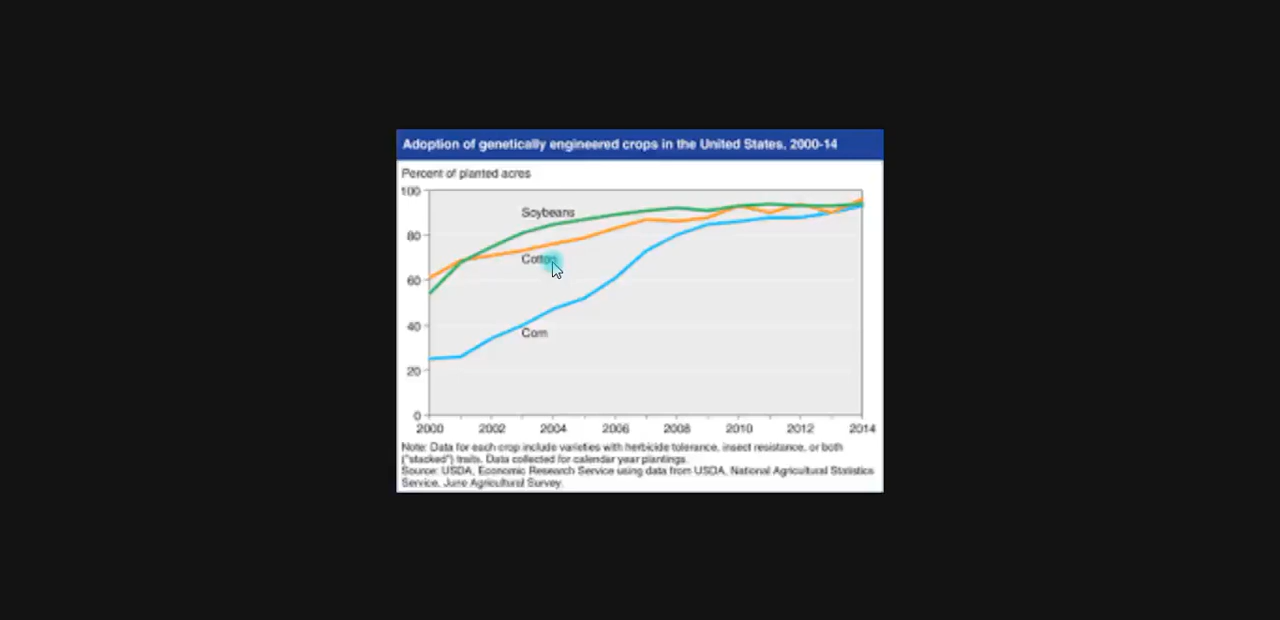 Adoption of genetically engineered crops in the United States, 2000-14
Percent of planted acres
100
Soybeans
80
Cotton
60
40
Corn
20
0
2000 2002 2004 2006 2008 2010 2012 2014
Note: Data for each crop include varieties with herbicide tolerance, insect resistance, or both
("stacked") traits. Data collected for calendar year plantings.
Source: USDA, Economic Research Service using data from USDA, National Agricultural Statistics
Service, June Agricultural Survey.